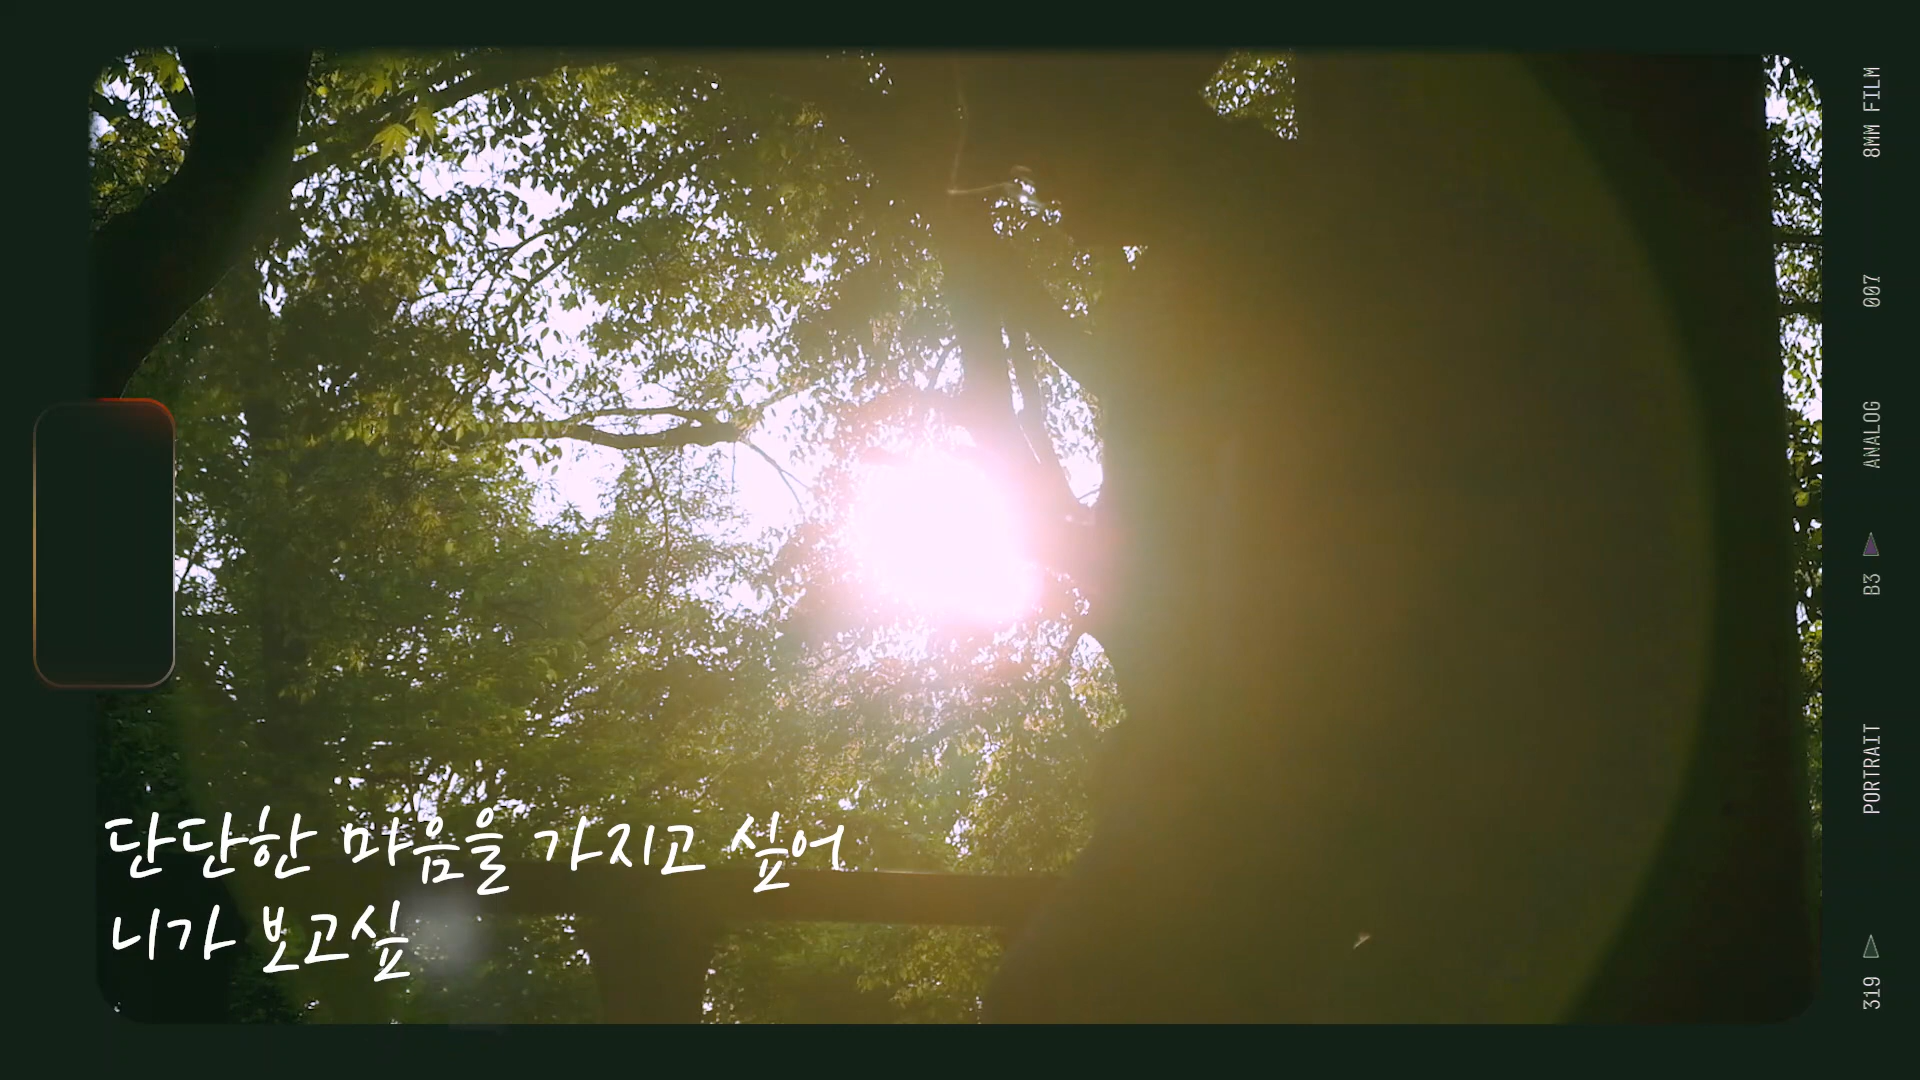 단단한 마음을 가지고 싶어
니가 보고싶
8MM FILM
007
ANALOG
B3
PORTRAIT
319